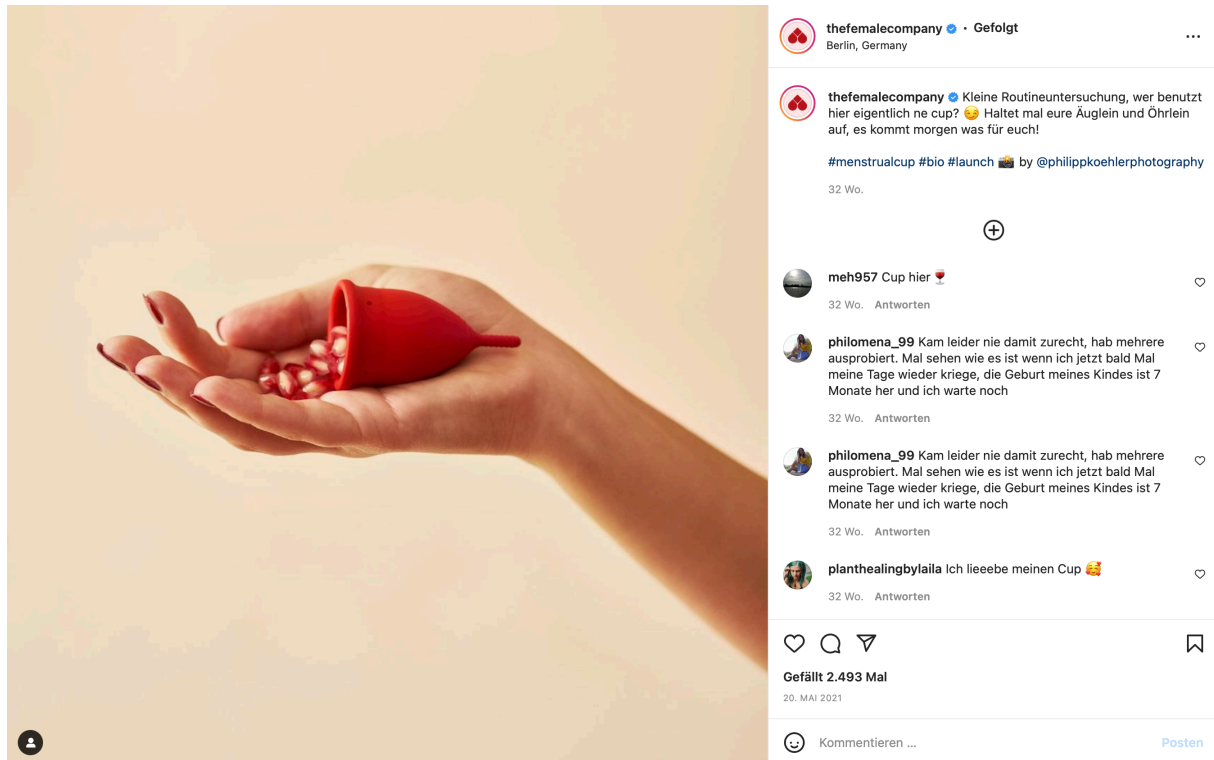 thefemalecompany • Gefolgt
Berlin, Germany
thefemalecompany Kleine Routineuntersuchung, wer benutzt
hier eigentlich ne cup? 😏 Haltet mal eure Äuglein und Öhrlein
auf, es kommt morgen was für euch!
#menstrualcup #bio #launch 📸 by @philippkoehlerphotography
32 Wo.
meh957 Cup hier 🍷
32 Wo. Antworten
philomena_99 Kam leider nie damit zurecht, hab mehrere
ausprobiert. Mal sehen wie es ist wenn ich jetzt bald Mal
meine Tage wieder kriege, die Geburt meines Kindes ist 7
Monate her und ich warte noch
32 Wo. Antworten
philomena_99 Kam leider nie damit zurecht, hab mehrere
ausprobiert. Mal sehen wie es ist wenn ich jetzt bald Mal
meine Tage wieder kriege, die Geburt meines Kindes ist 7
Monate her und ich warte noch
32 Wo. Antworten
planthealingbylaila Ich lieeebe meinen Cup 🥰
32 Wo. Antworten
Gefällt 2.493 Mal
20. MAI 2021
Kommentieren ... Posten